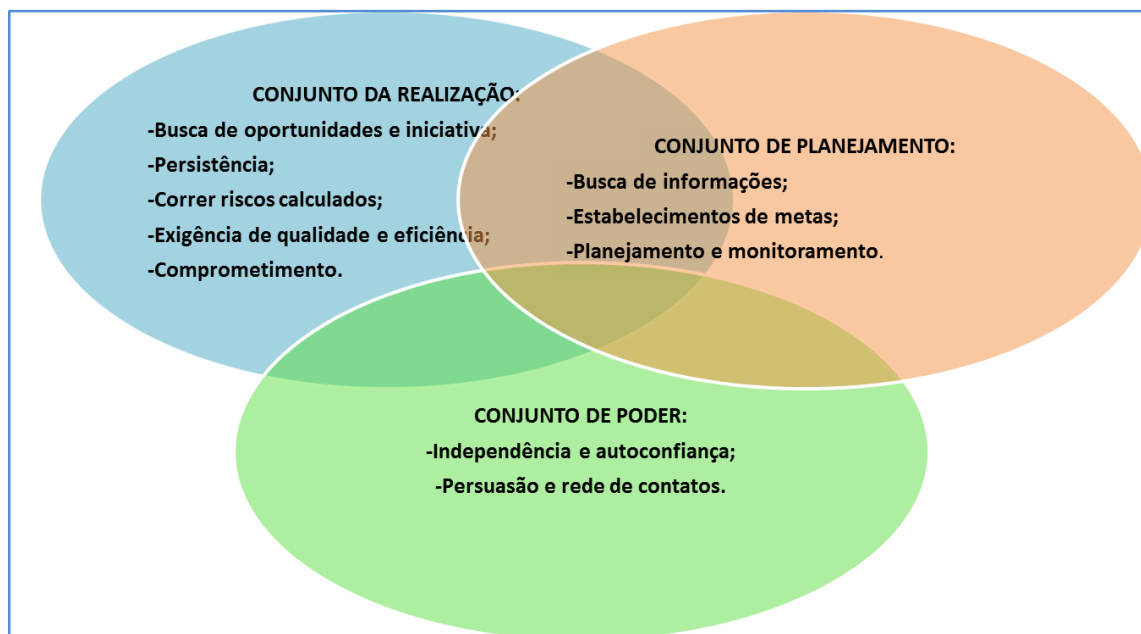 CONJUNTO DA REALIZAÇÃO:
-Busca de oportunidades e iniciativa;
-Persistência;
-Correr riscos calculados;
-Exigência de qualidade e eficiência;
-Comprometimento.
CONJUNTO DE PLANEJAMENTO:
-Busca de informações;
-Estabelecimentos de metas;
-Planejamento e monitoramento.
CONJUNTO DE PODER:
-Independência e autoconfiança;
-Persuasão e rede de contatos.